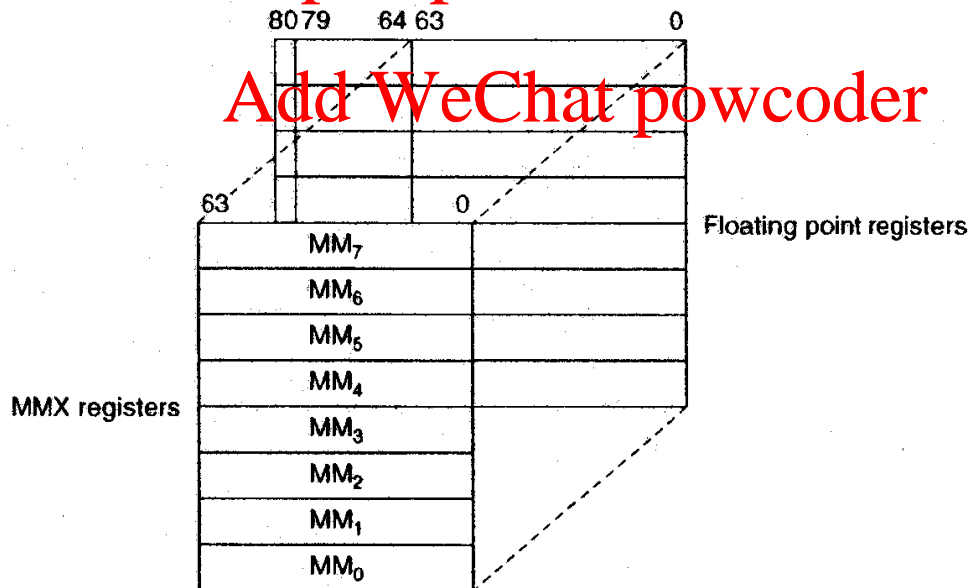 80 79 64 63 0
Add WeChat powcoder
63 0
Floating point registers
MM₇
MM₆
MM₅
MM₄
MMX registers
MM₃
MM₂
MM₁
MM₀